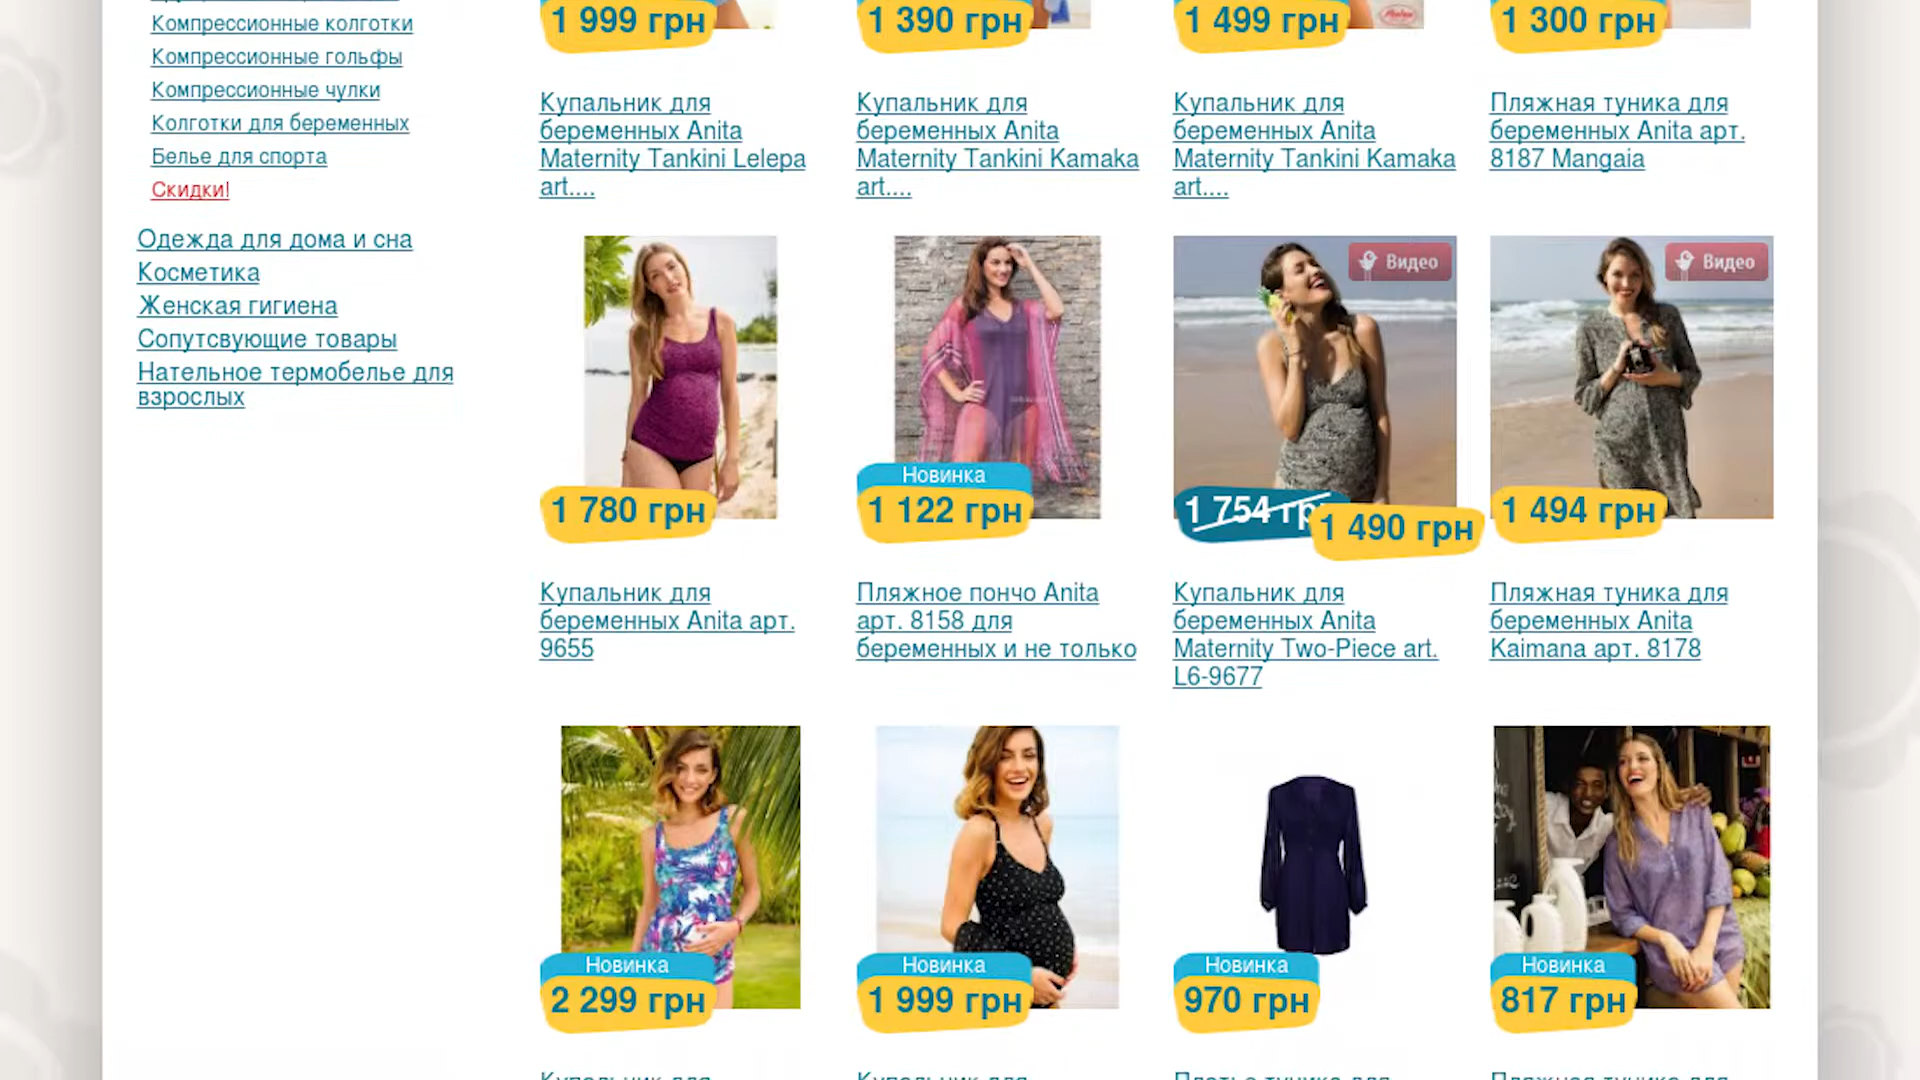 Компрессионные колготки
Компрессионные гольфы
Компрессионные чулки
Колготки для беременных
Белье для спорта
Скидки!
Одежда для дома и сна
Косметика
Женская гигиена
Сопутсвующие товары
Нательное термобелье для
взрослых
1 999 грн
1 390 грн
1 499 грн
1 300 грн
Купальник для
беременных Anita
Maternity Tankini Lelepa
art....
Купальник для
беременных Anita
Maternity Tankini Kamaka
art....
Купальник для
беременных Anita
Maternity Tankini Kamaka
art....
Пляжная туника для
беременных Anita арт.
8187 Mangaia
Видео
Видео
1 780 грн
Новинка
1 122 грн
1 754 гр
1 490 грн
1 494 грн
Купальник для
беременных Anita арт.
9655
Пляжное пончо Anita
арт. 8158 для
беременных и не только
Купальник для
беременных Anita
Maternity Two-Piece art.
L6-9677
Пляжная туника для
беременных Anita
Kaimana арт. 8178
Новинка
2 299 грн
Новинка
1 999 грн
Новинка
970 грн
Новинка
817 грн